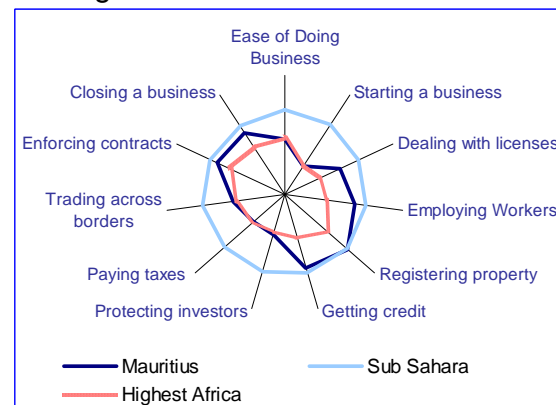 Ease of Doing
Business
Closing a business
Starting a business
Enforcing contracts
Dealing with licenses
Trading across
borders
Employing Workers
Paying taxes
Registering property
Protecting investors
Getting credit
Mauritius
Sub Sahara
Highest Africa